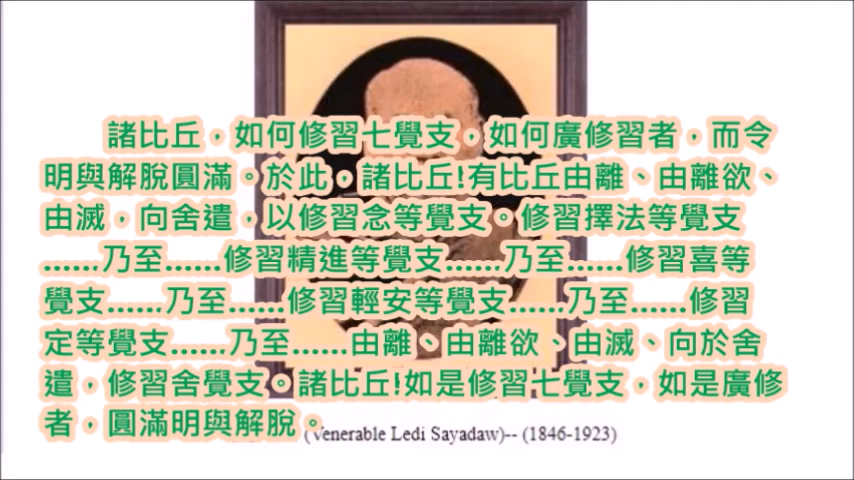 諸比丘，如何修習七覺支，如何廣修習者，而令
明與解脫圓滿。於此，諸比丘!有比丘由離、由離欲、
由滅，向舍遣，以修習念等覺支。修習擇法等覺支
......乃至......修習精進等覺支......乃至......修習喜等
覺支......乃至......修習輕安等覺支......乃至......修習
定等覺支......乃至......由離、由離欲、由滅、向於舍
遣，修習舍覺支。諸比丘!如是修習七覺支，如是廣修
者，圓滿明與解脫。
(Venerable Ledi Sayadaw)-- (1846-1923)